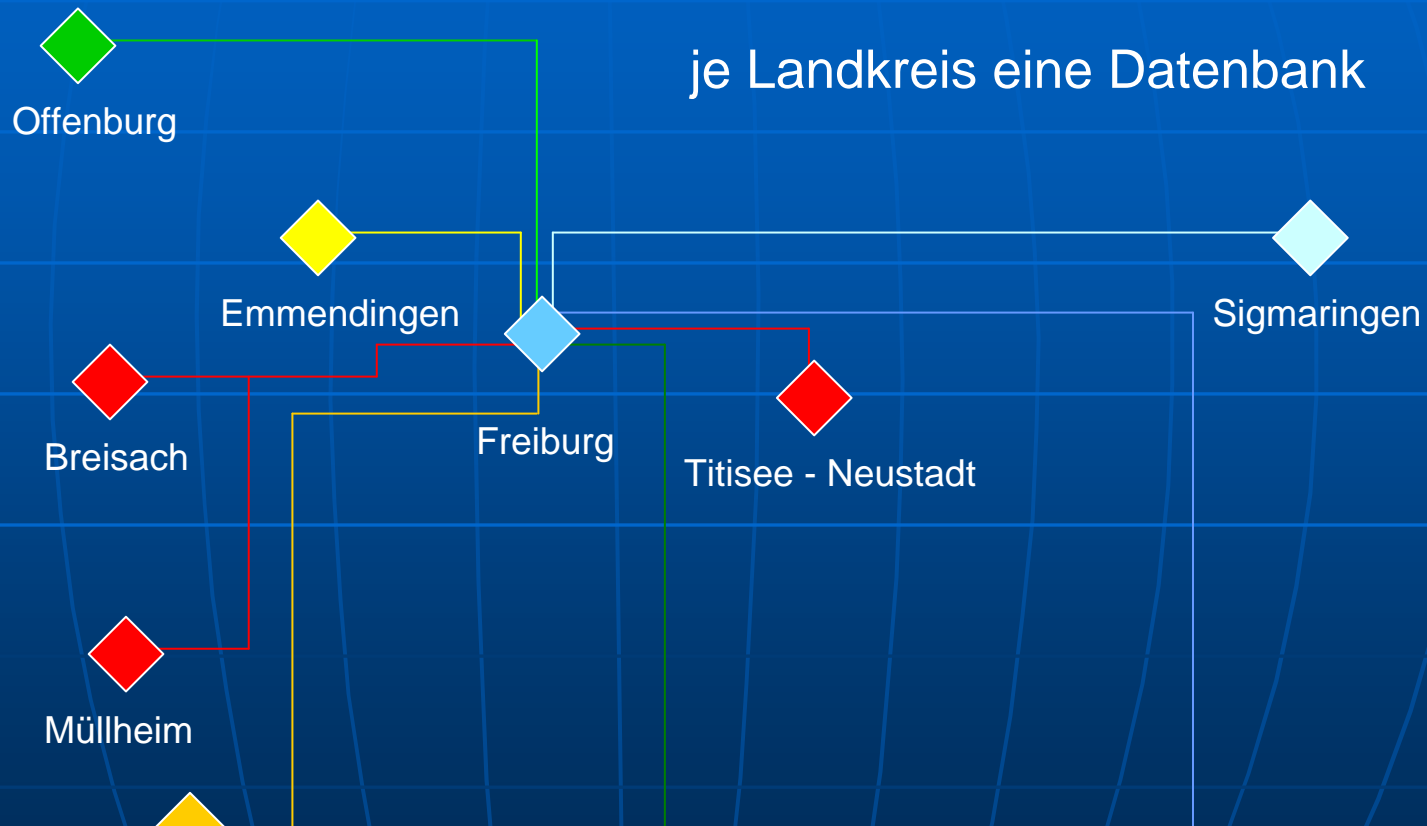 je Landkreis eine Datenbank
Offenburg
Emmendingen
Sigmaringen
Breisach
Freiburg
Titisee - Neustadt
Müllheim